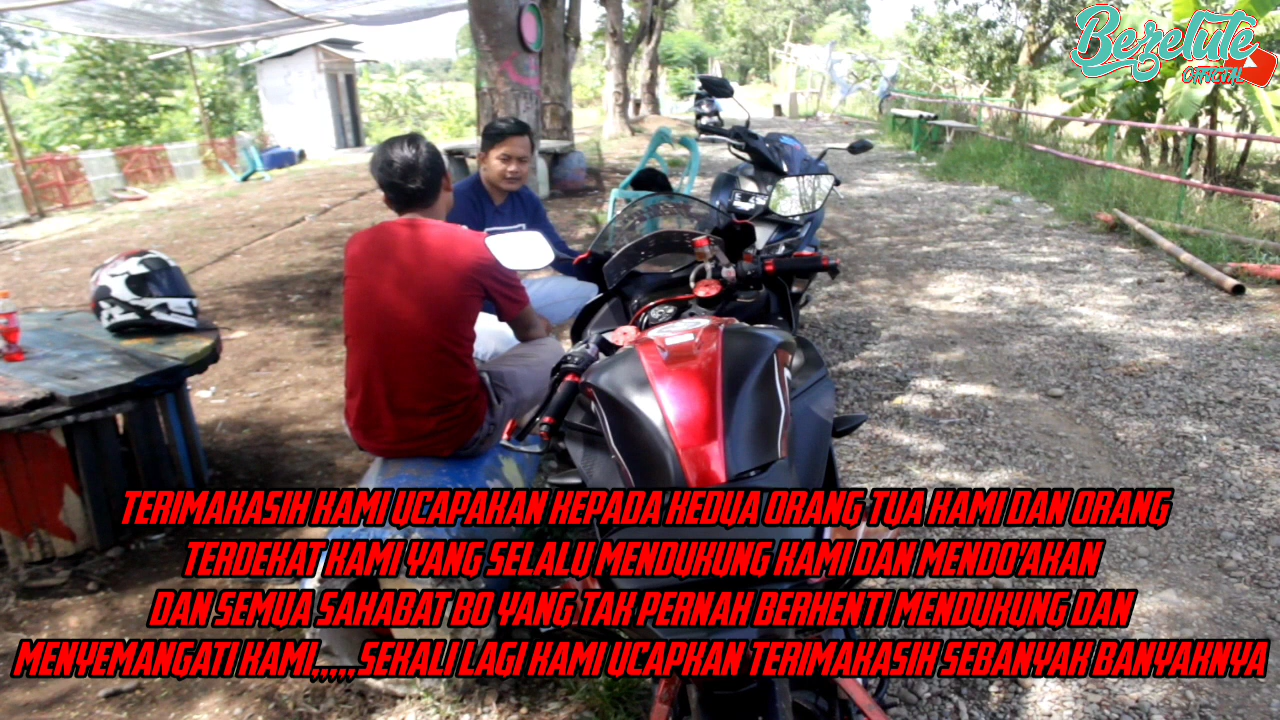 Bezelute
OFFICIAL
TERIMAKASIH KAMI UCAPAKAN KEPADA KEDUA ORANG TUA KAMI DAN ORANG
TERDEKAT KAMI YANG SELALU MENDUKUNG KAMI DAN MENDO'AKAN
DAN SEMUA SAHABAT BO YANG TAK PERNAH BERHENTI MENDUKUNG DAN
MENYEMANGATI KAMI,,,,,SEKALI LAGI KAMI UCAPKAN TERIMAKASIH SEBANYAK BANYAKNYA